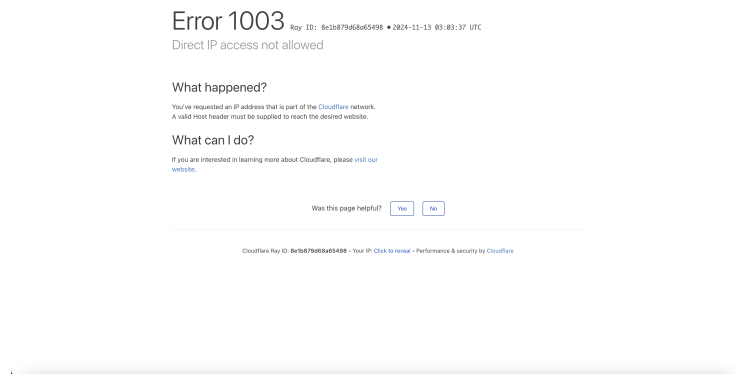 Error 1003 Ray ID: 8e1b879d68a65498 • 2024-11-13 03:03:37 UTC
Direct IP access not allowed
What happened?
You've requested an IP address that is part of the Cloudflare network.
A valid Host header must be supplied to reach the desired website.
What can I do?
If you are interested in learning more about Cloudflare, please visit our
website.
Was this page helpful? Yes No
Cloudflare Ray ID: 8e1b879d68a65498 • Your IP: Click to reveal • Performance & security by Cloudflare